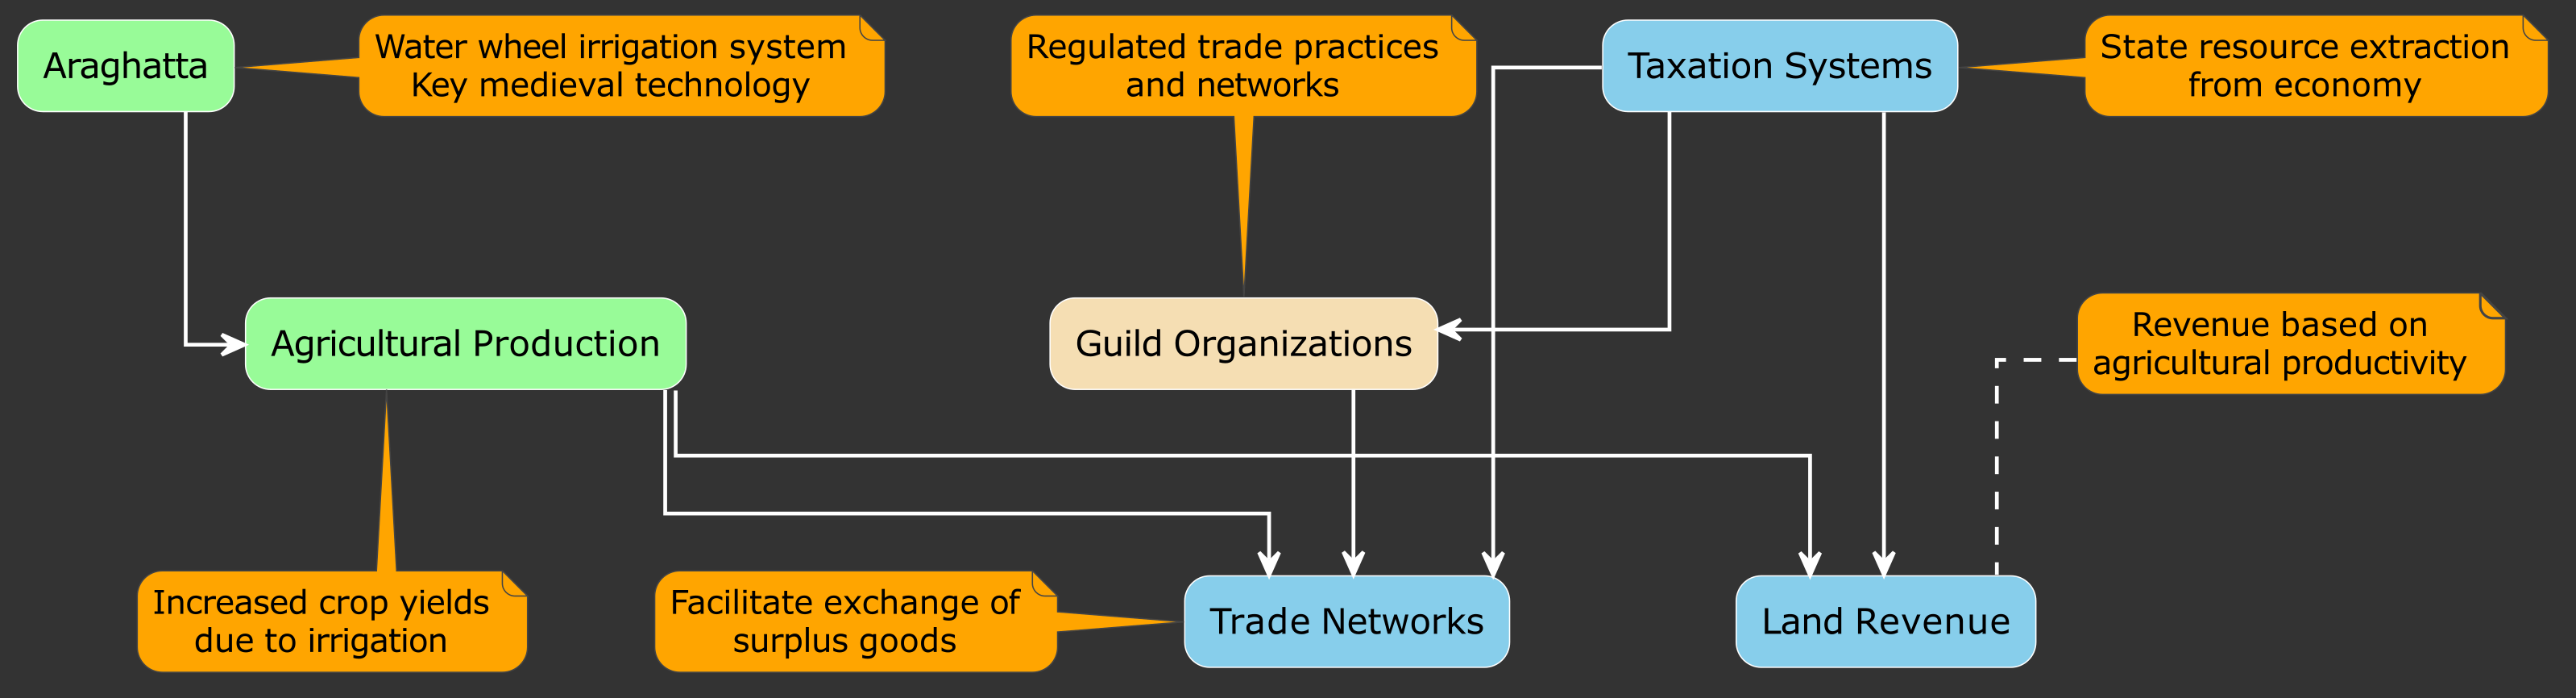 Araghatta
Water wheel irrigation system
Key medieval technology
Regulated trade practices
and networks
Taxation Systems
State resource extraction
from economy
Agricultural Production
Guild Organizations
Revenue based on
agricultural productivity
Increased crop yields
due to irrigation
Facilitate exchange of
surplus goods
Trade Networks
Land Revenue